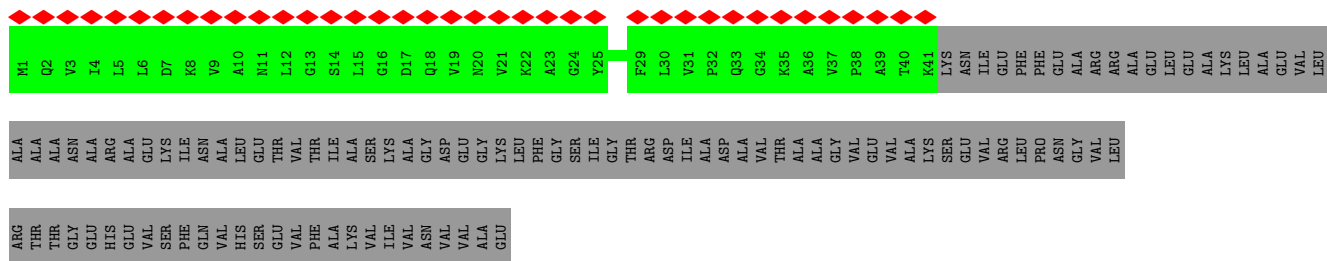 M1 Q2 V3 I4 L5 L6 D7 K8 V9 A10 N11 L12 G13 S14 L15 G16 D17 Q18 V19 N20 V21 K22 A23 G24 Y25 F29 L30 V31 P32 Q33 G34 K35 A36 V37 P38 A39 T40 K41 LYS ASN ILE GLU PHE PHE GLU ALA ARG ARG ALA GLU LEU GLU ALA LYS LEU ALA GLU VAL LEU
ALA ALA ALA ASN ALA ARG ALA GLU LYS ILE ASN ALA LEU GLU THR VAL THR ILE ALA SER LYS ALA GLY ASP GLU GLY LYS LEU PHE GLY SER ILE GLY THR ARG ASP ILE ALA ASP ALA VAL THR ALA ALA GLY VAL GLU VAL ALA LYS SER GLU VAL ARG LEU PRO ASN GLY VAL LEU
ARG THR THR GLY GLU HIS GLU VAL SER PHE GLN VAL HIS SER GLU VAL PHE ALA LYS VAL ILE VAL ASN VAL VAL ALA GLU